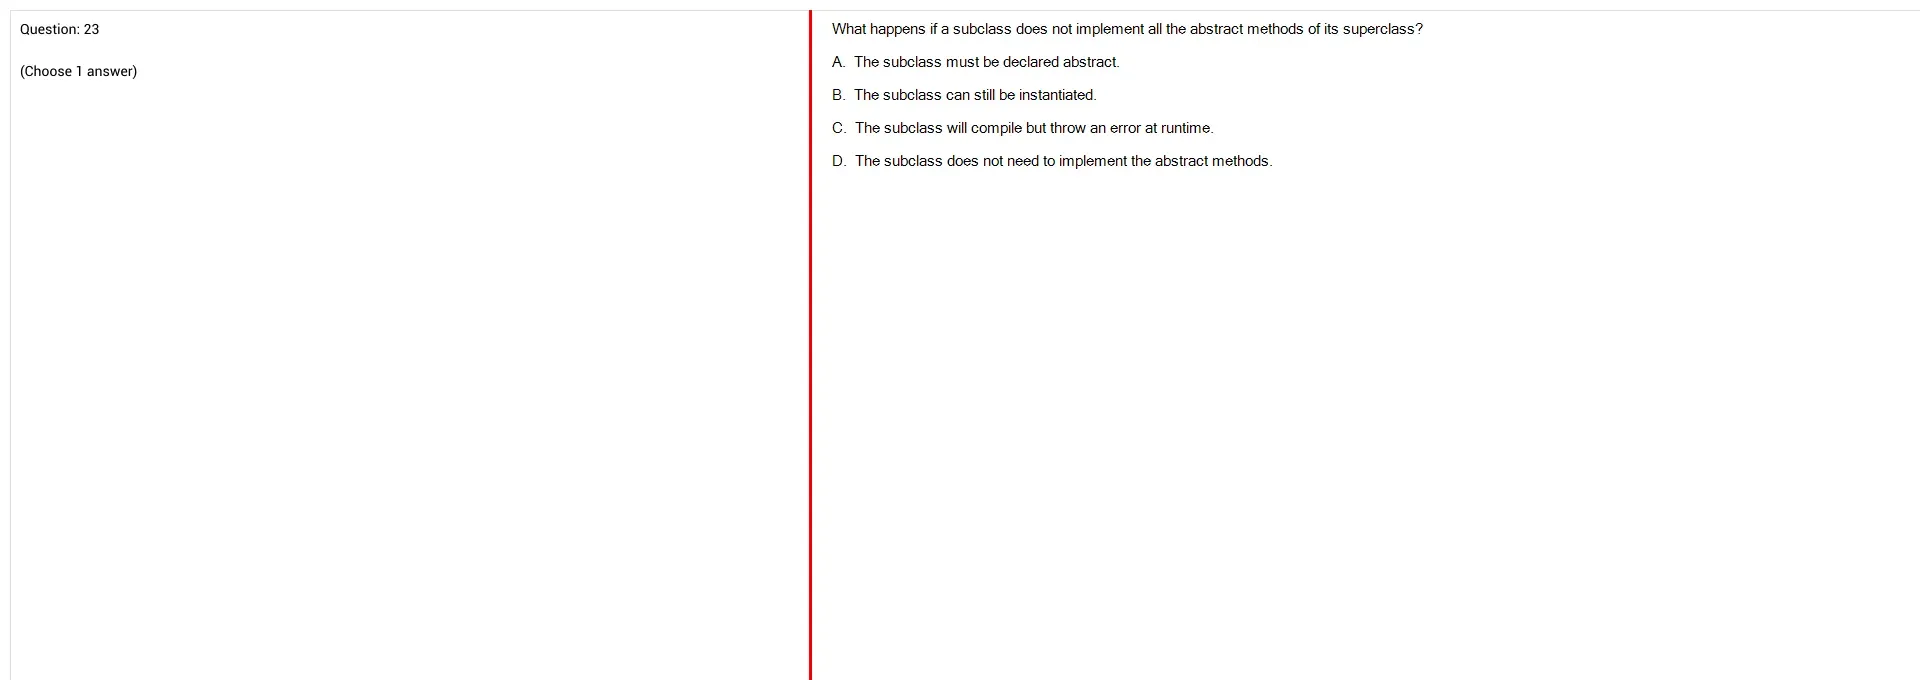 Question: 23
(Choose 1 answer)
What happens if a subclass does not implement all the abstract methods of its superclass?
A. The subclass must be declared abstract.
B. The subclass can still be instantiated.
C. The subclass will compile but throw an error at runtime.
D. The subclass does not need to implement the abstract methods.